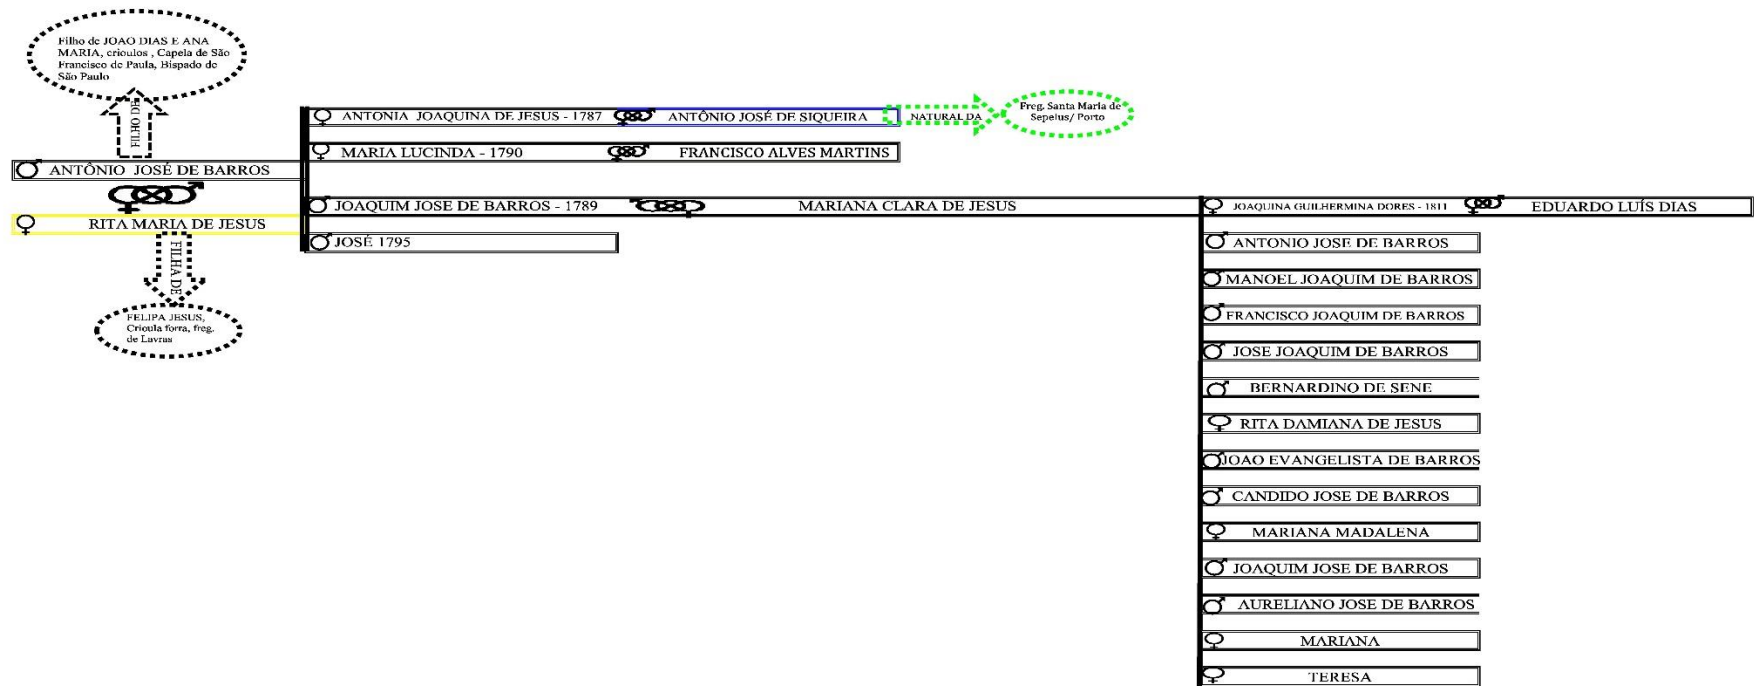 Filho de JOAO DIAS E ANA
MARIA, crioulos , Capela de São
Francisco de Paula, Bispado de
São Paulo
FILHO DE
ANTÔNIO JOSÉ DE BARROS
RITA MARIA DE JESUS
FILHA DE
FELIPA JESUS,
Crioula forra, freg.
de Lavras
ANTONIA JOAQUINA DE JESUS - 1787
ANTÔNIO JOSÉ DE SIQUEIRA
NATURAL DA
Freg. Santa Maria de
Sepelus/ Porto
MARIA LUCINDA - 1790
FRANCISCO ALVES MARTINS
JOAQUIM JOSE DE BARROS - 1789
MARIANA CLARA DE JESUS
JOSÉ 1795
JOAQUINA GUILHERMINA DORES - 1811
EDUARDO LUÍS DIAS
ANTONIO JOSE DE BARROS
MANOEL JOAQUIM DE BARROS
FRANCISCO JOAQUIM DE BARROS
JOSE JOAQUIM DE BARROS
BERNARDINO DE SENE
RITA DAMIANA DE JESUS
JOAO EVANGELISTA DE BARROS
CANDIDO JOSE DE BARROS
MARIANA MADALENA
JOAQUIM JOSE DE BARROS
AURELIANO JOSE DE BARROS
MARIANA
TERESA